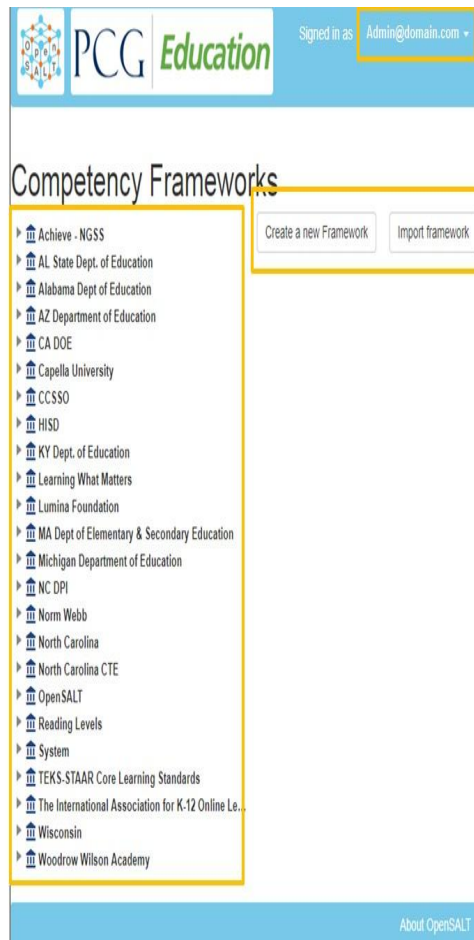 Open
SALT
PCG Education
Signed in as Admin@domain.com
Competency Frameworks
Create a new Framework
Import framework
Achieve - NGSS
AL State Dept. of Education
Alabama Dept of Education
AZ Department of Education
CA DOE
Capella University
CCSSO
HISD
KY Dept. of Education
Learning What Matters
Lumina Foundation
MA Dept of Elementary & Secondary Education
Michigan Department of Education
NC DPI
Norm Webb
North Carolina
North Carolina CTE
OpenSALT
Reading Levels
System
TEKS-STAAR Core Learning Standards
The International Association for K-12 Online Le...
Wisconsin
Woodrow Wilson Academy
About OpenSALT